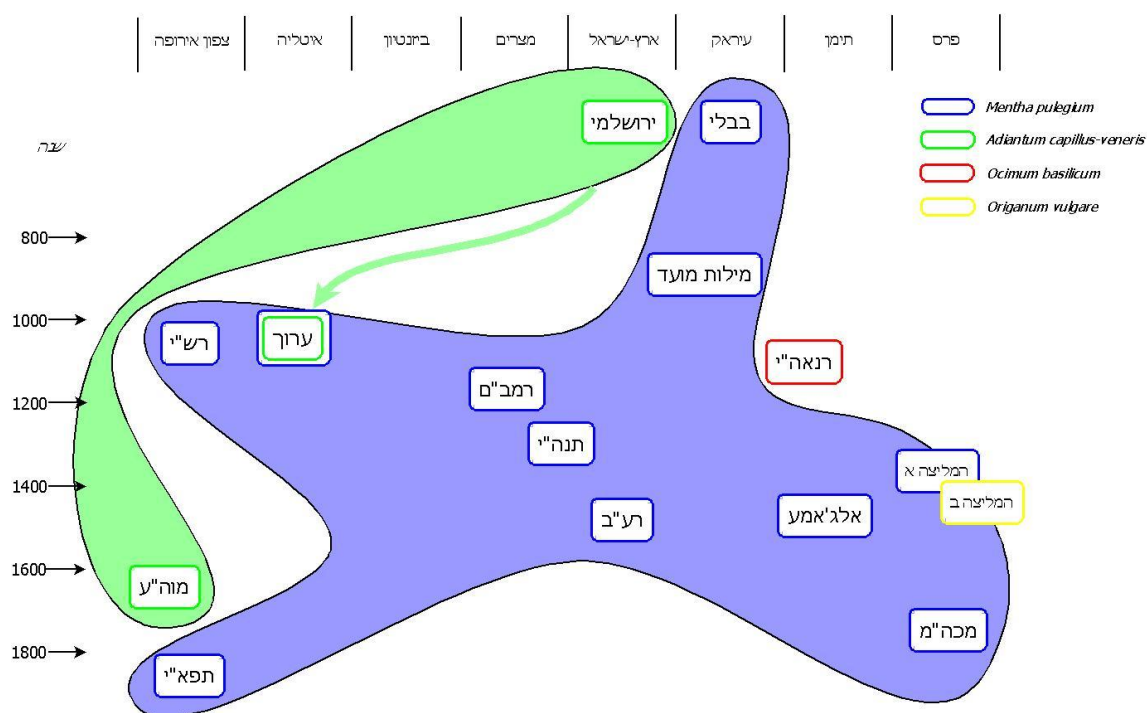 פרס
תימן
עיראק
ארץ-ישראל
מצרים
ביזנטיון
איטליה
צפון אירופה
Mentha pulegium
Adiantum capillus-veneris
Ocimum basilicum
Origanum vulgare
שנה
בבלי
ירושלמי
800
מילות מועד
1000
ערוך
רש"י
רנאה"י
רמב"ם
1200
תנה"י
המליצה א
המליצה ב
1400
אלג'אמע
רע"ב
1600
מוה"ע
מכה"מ
1800
תפא"י